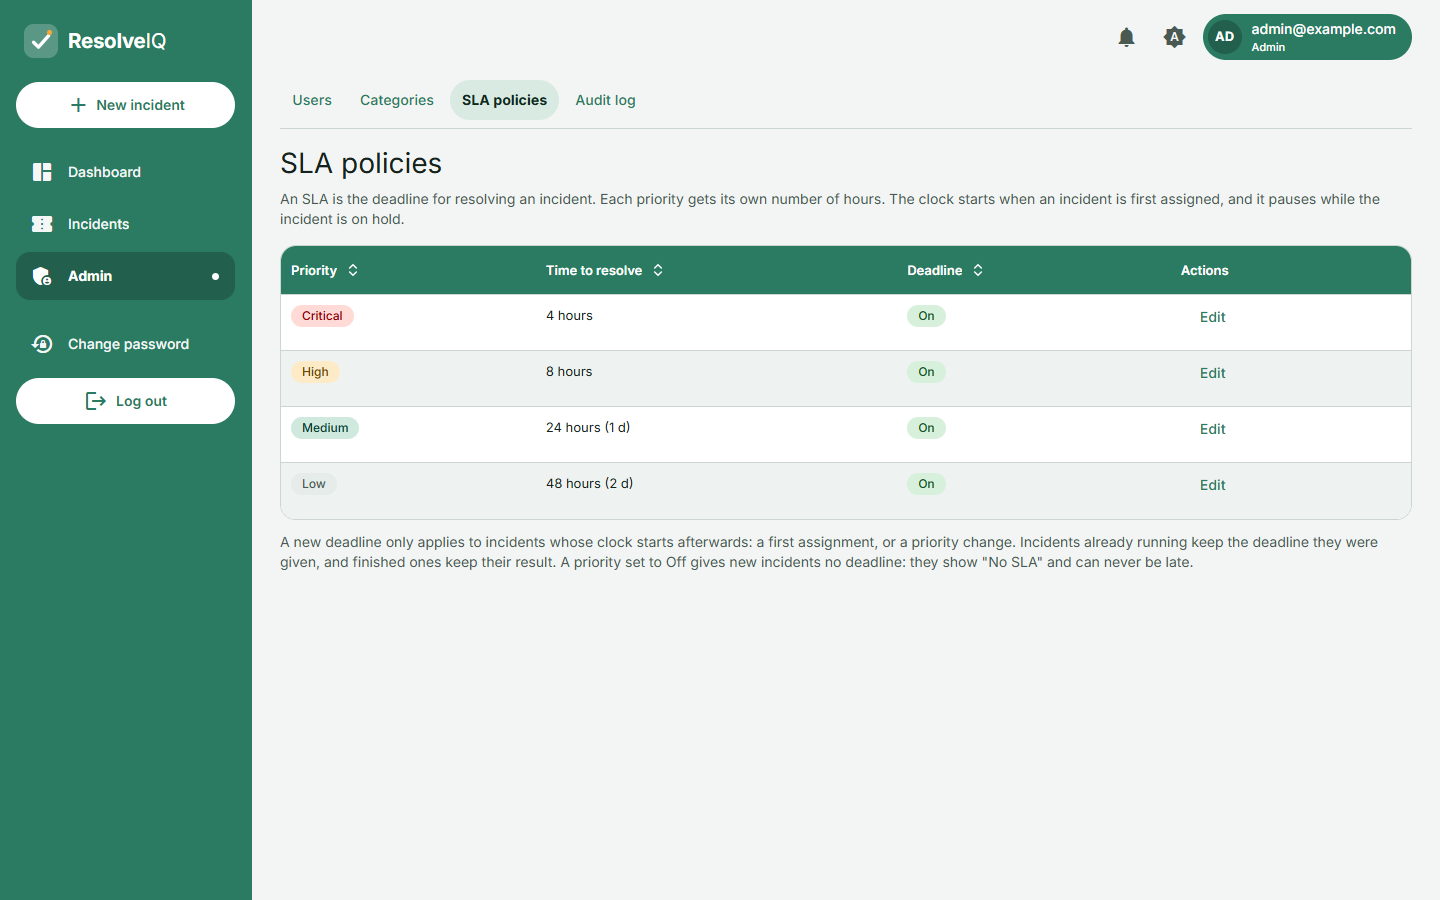 ResolveIQ
New incident
Dashboard
Incidents
Admin
Change password
Log out
A
AD
admin@example.com
Admin
Users
Categories
SLA policies
Audit log
SLA policies
An SLA is the deadline for resolving an incident. Each priority gets its own number of hours. The clock starts when an incident is first assigned, and it pauses while the
incident is on hold.
Priority
Time to resolve
Deadline
Actions
Critical
4 hours
On
Edit
High
8 hours
On
Edit
Medium
24 hours (1 d)
On
Edit
Low
48 hours (2 d)
On
Edit
A new deadline only applies to incidents whose clock starts afterwards: a first assignment, or a priority change. Incidents already running keep the deadline they were
given, and finished ones keep their result. A priority set to Off gives new incidents no deadline: they show "No SLA" and can never be late.